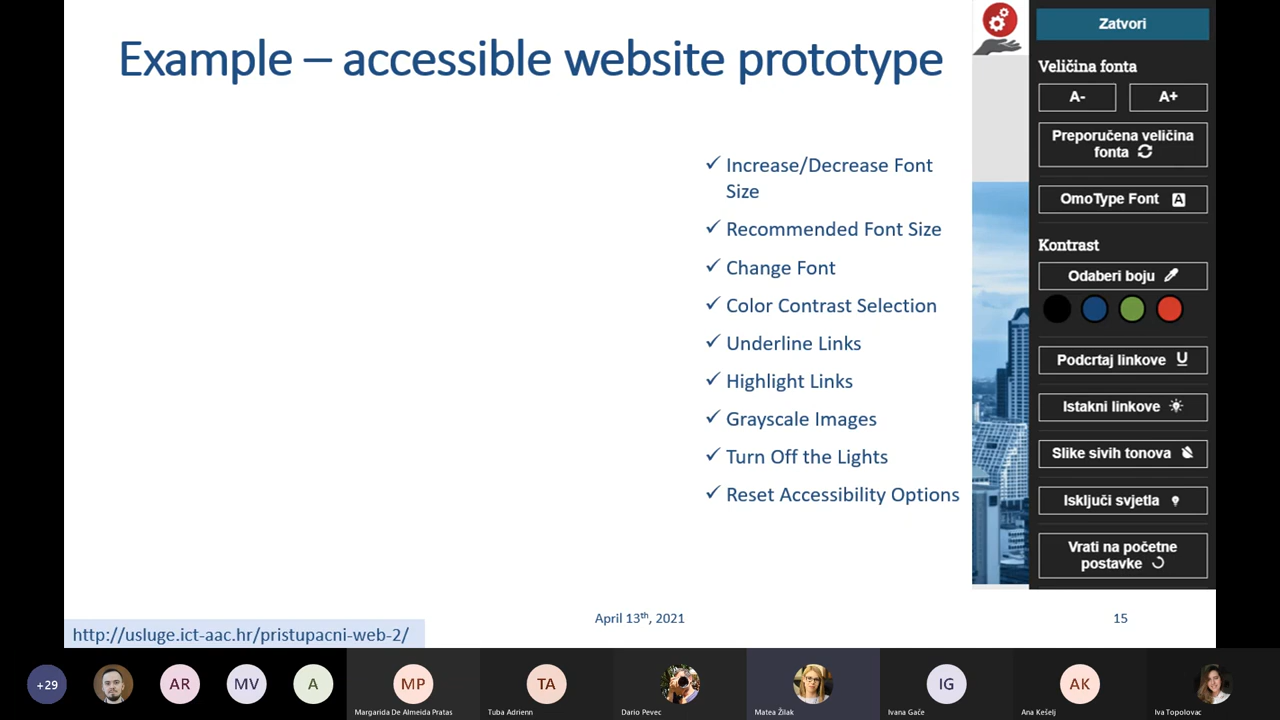 Example – accessible website prototype
✓ Increase/Decrease Font
Size
✓ Recommended Font Size
✓ Change Font
✓ Color Contrast Selection
✓ Underline Links
✓ Highlight Links
✓ Grayscale Images
✓ Turn Off the Lights
✓ Reset Accessibility Options
Zatvori
Veličina fonta
A- A+
Preporučena veličina
fonta
OmoType Font A
Kontrast
Odaberi boju
Podcrtaj linkove U
Istakni linkove
Slike sivih tonova
Isključi svjetla
Vrati na početne
postavke
April 13th, 2021
15
http://usluge.ict-aac.hr/pristupacni-web-2/
+29 AR MV A MP TA IG AK
Margarida De Almeida Pratas Tuba Adrienn Dario Pevec Matea Žilak Ivana Gače Ana Kešelj Iva Topolovac